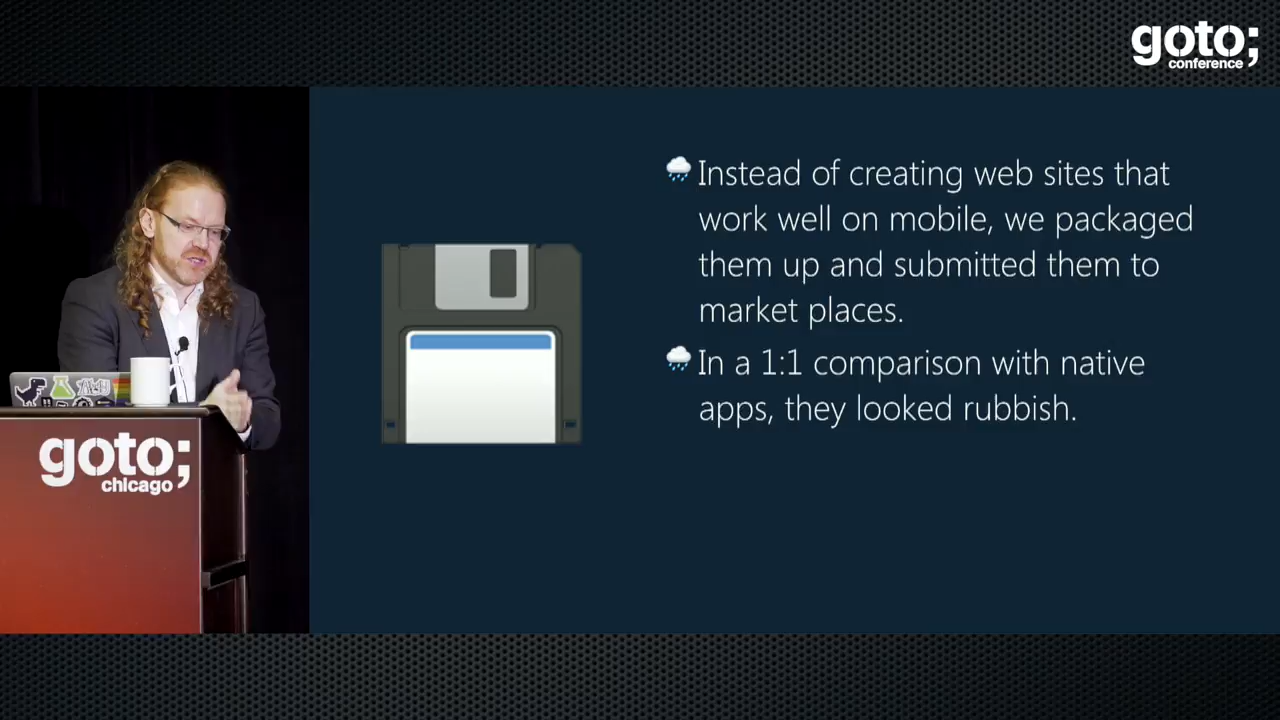 goto;
conference
Instead of creating web sites that
work well on mobile, we packaged
them up and submitted them to
market places.
In a 1:1 comparison with native
apps, they looked rubbish.
goto;
chicago